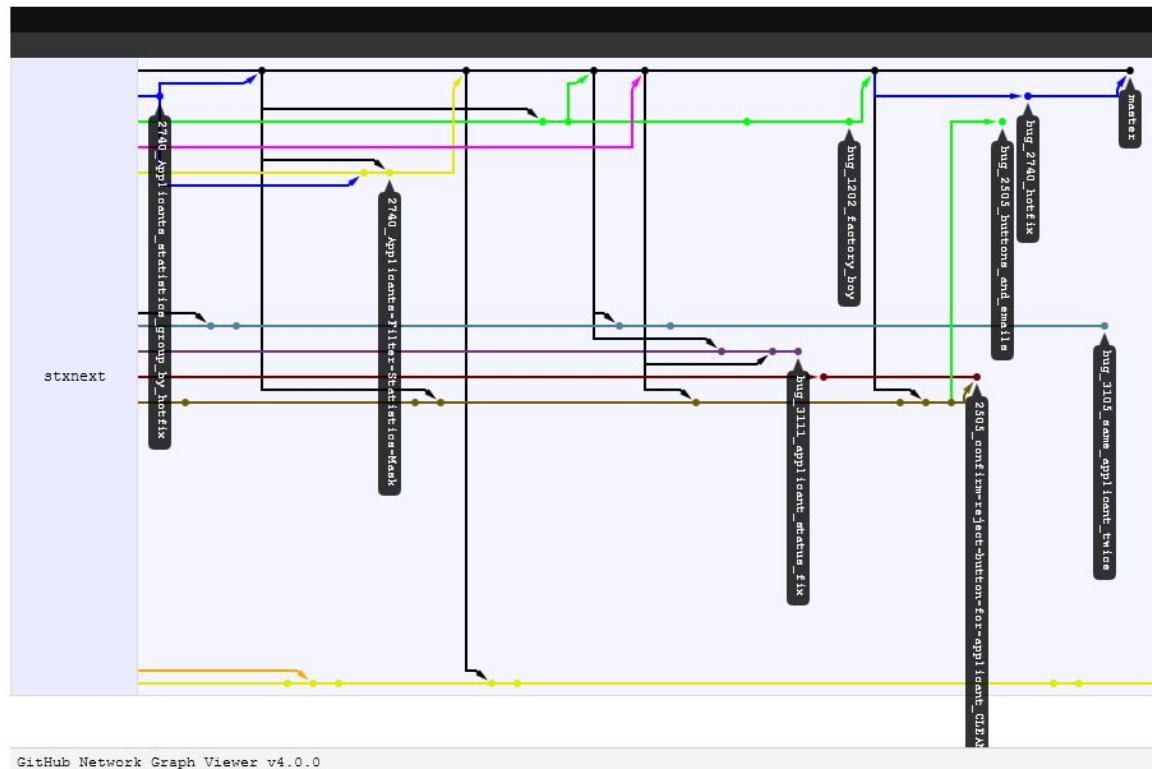 master
bug_2740_hotfix
bug_2505_buttons_and_emails
bug_1202_factory_boy
2740_Applicants_statistics_group_by_hotfix
2740_Applicants-Filter-Statistics-Mask
bug_3105_same_applicant_twice
bug_3111_applicant_status_fix
stxnext
2505_confirm-reject-button-for-applicant_CLEAN
GitHub Network Graph Viewer v4.0.0